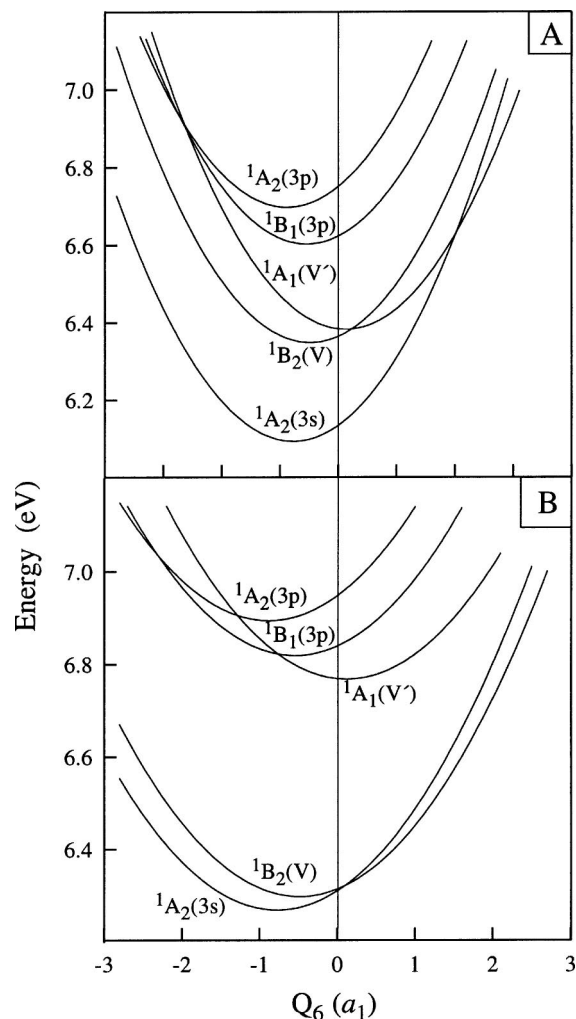 A
7.0
6.8
6.6
6.4
6.2
¹A₂(3p)
¹B₁(3p)
¹A₁(V´)
¹B₂(V)
¹A₂(3s)
Energy (eV)
B
7.0
6.8
6.6
6.4
¹A₂(3p)
¹B₁(3p)
¹A₁(V´)
¹B₂(V)
¹A₂(3s)
-3 -2 -1 0 1 2 3
Q₆ (a₁)